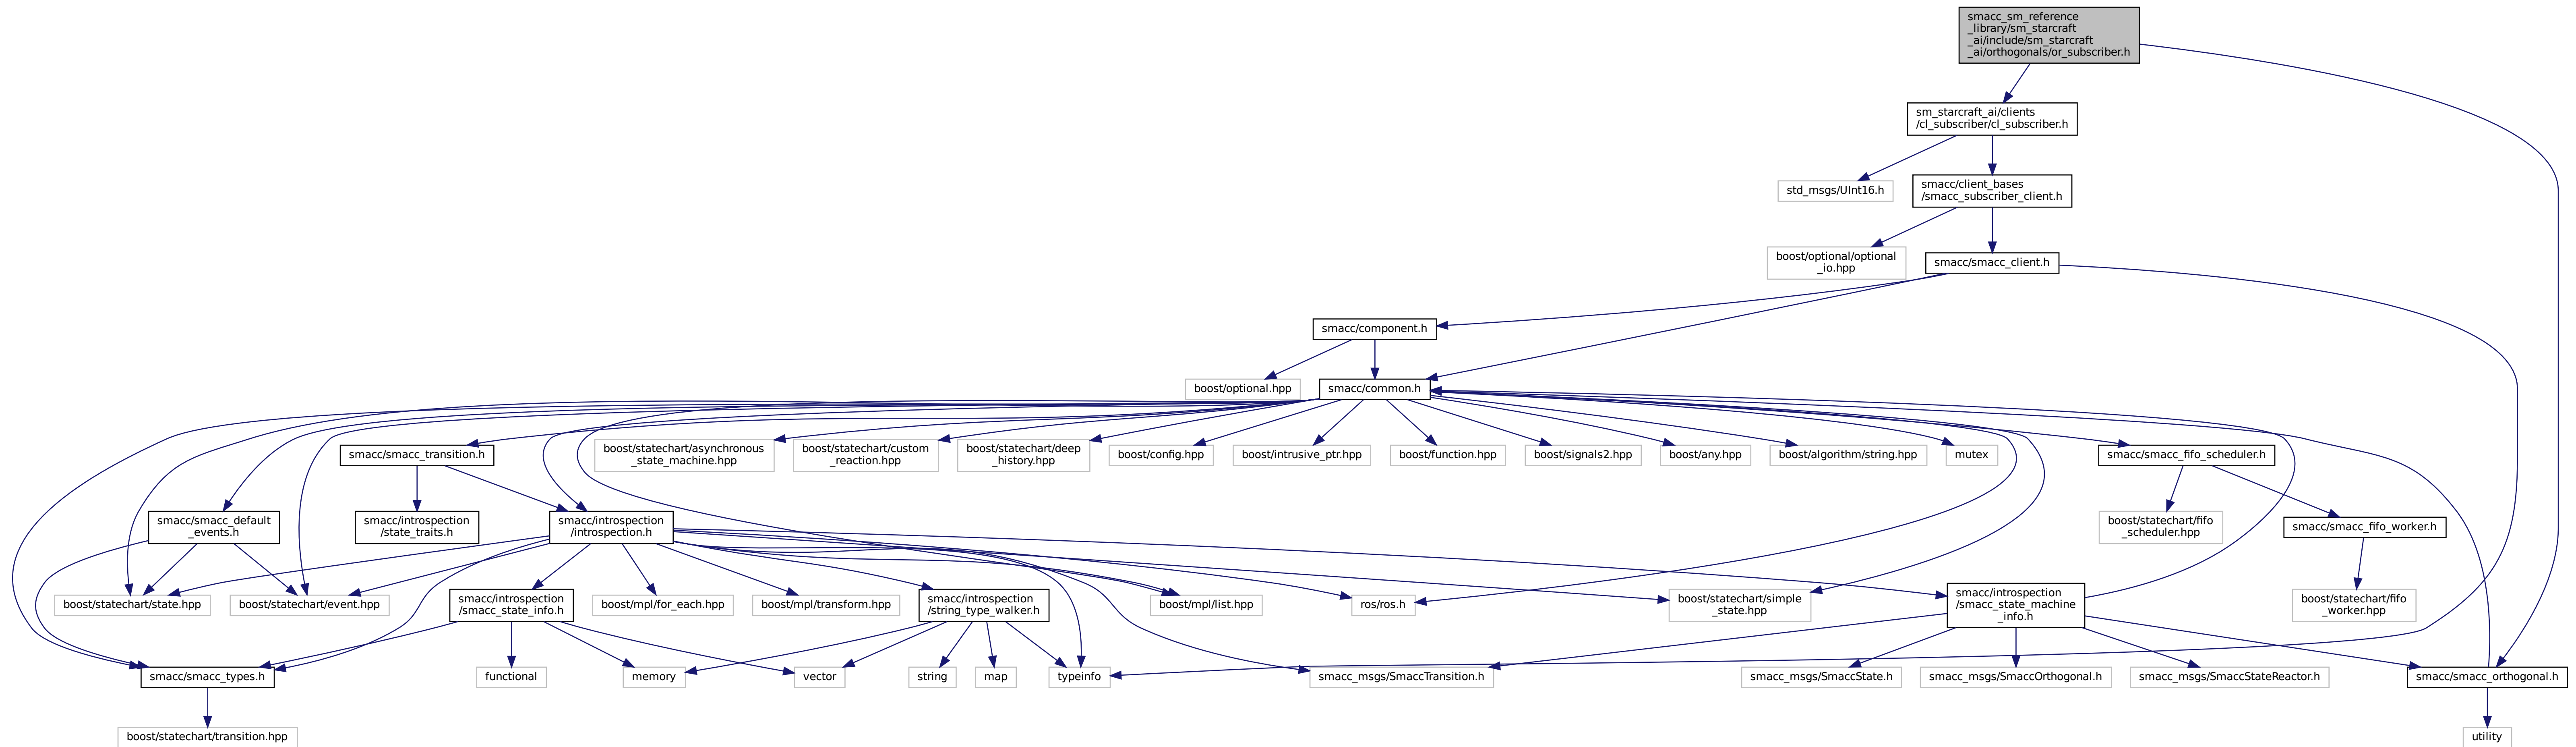 smacc_sm_reference
_library/sm_starcraft
_ai/include/sm_starcraft
_ai/orthogonals/or_subscriber.h
sm_starcraft_ai/clients
/cl_subscriber/cl_subscriber.h
std_msgs/UInt16.h
smacc/client_bases
/smacc_subscriber_client.h
boost/optional/optional
_io.hpp
smacc/smacc_client.h
smacc/component.h
boost/optional.hpp
smacc/common.h
smacc/smacc_transition.h
boost/statechart/asynchronous
_state_machine.hpp
boost/statechart/custom
_reaction.hpp
boost/statechart/deep
_history.hpp
boost/config.hpp
boost/intrusive_ptr.hpp
boost/function.hpp
boost/signals2.hpp
boost/any.hpp
boost/algorithm/string.hpp
mutex
smacc/smacc_fifo_scheduler.h
smacc/smacc_default
_events.h
smacc/introspection
/state_traits.h
smacc/introspection
/introspection.h
boost/statechart/fifo
_scheduler.hpp
smacc/smacc_fifo_worker.h
boost/statechart/state.hpp
boost/statechart/event.hpp
smacc/introspection
/smacc_state_info.h
boost/mpl/for_each.hpp
boost/mpl/transform.hpp
smacc/introspection
/string_type_walker.h
boost/mpl/list.hpp
ros/ros.h
boost/statechart/simple
_state.hpp
smacc/introspection
/smacc_state_machine
_info.h
boost/statechart/fifo
_worker.hpp
smacc/smacc_types.h
functional
memory
vector
string
map
typeinfo
smacc_msgs/SmaccTransition.h
smacc_msgs/SmaccState.h
smacc_msgs/SmaccOrthogonal.h
smacc_msgs/SmaccStateReactor.h
smacc/smacc_orthogonal.h
boost/statechart/transition.hpp
utility